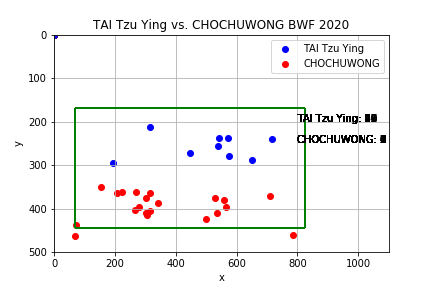 TAI Tzu Ying vs. CHOCHUWONG BWF 2020
TAI Tzu Ying
CHOCHUWONG
0
100
200
300
400
500
y
TAI Tzu Ying:
CHOCHUWONG:
0 200 400 600 800 1000
x